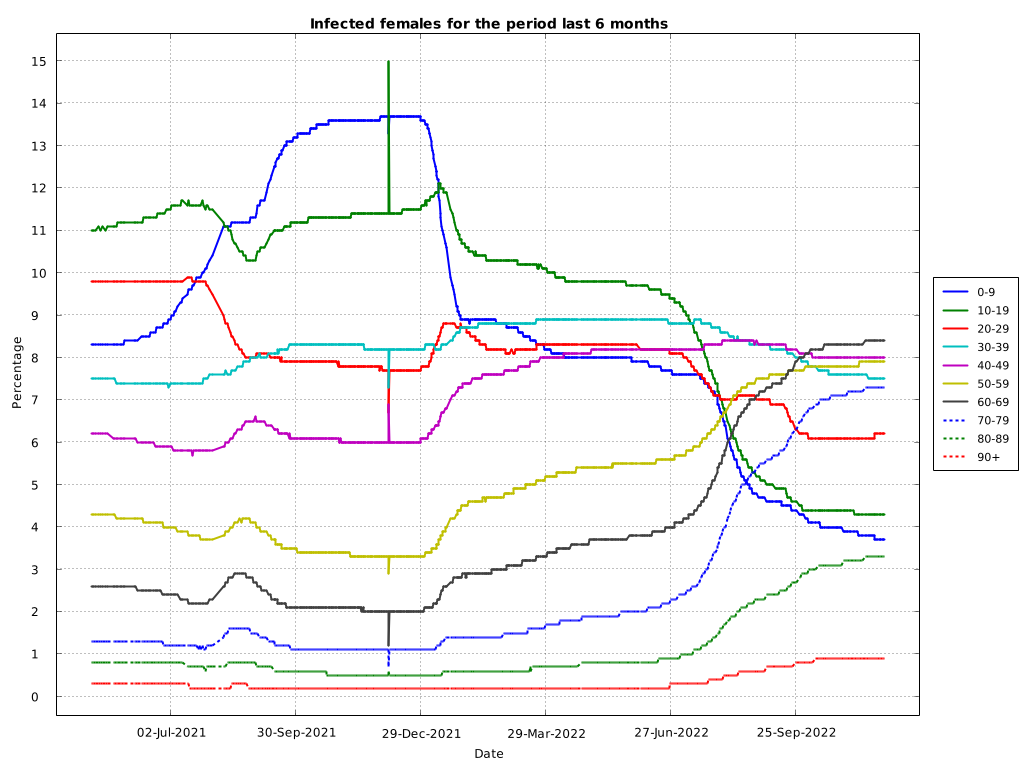 Infected females for the period last 6 months
15
14
13
12
11
10
9
8
7
6
5
4
3
2
1
0
Percentage
02-Jul-2021
30-Sep-2021
29-Dec-2021
29-Mar-2022
27-Jun-2022
25-Sep-2022
Date
0-9
10-19
20-29
30-39
40-49
50-59
60-69
70-79
80-89
90+